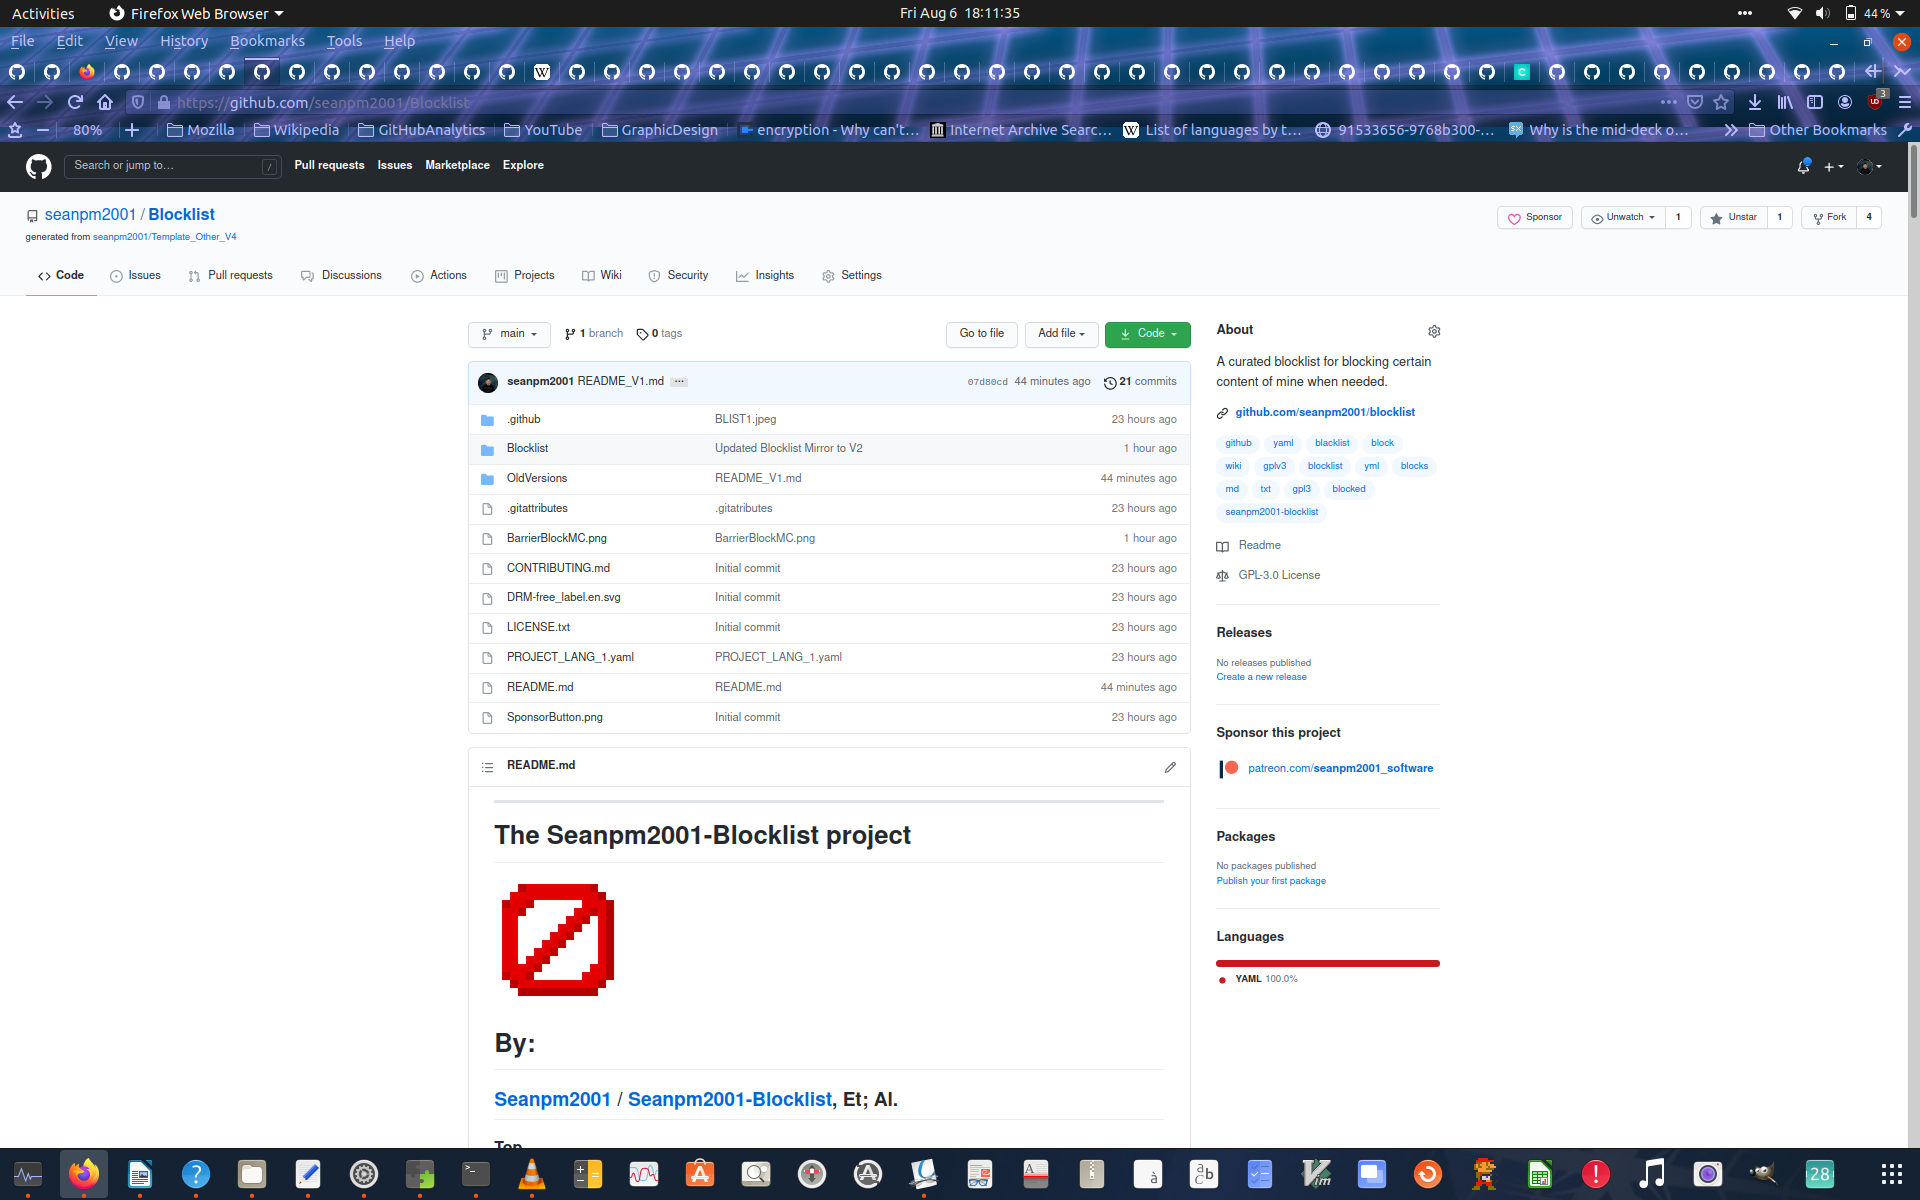 Activities Firefox Web Browser Fri Aug 6 18:11:35 44 %
File Edit View History Bookmarks Tools Help
https://github.com/seanpm2001/Blocklist 3
80% Mozilla Wikipedia GitHubAnalytics YouTube GraphicDesign encryption - Why can't… Internet Archive Searc… List of languages by t… 91533656-9768b300-… Why is the mid-deck o… Other Bookmarks
Search or jump to… / Pull requests Issues Marketplace Explore
seanpm2001 / Blocklist Sponsor Unwatch 1 Unstar 1 Fork 4
generated from seanpm2001/Template_Other_V4
Code Issues Pull requests Discussions Actions Projects Wiki Security Insights Settings
main 1 branch 0 tags Go to file Add file Code
seanpm2001 README_V1.md ... 07d80cd 44 minutes ago 21 commits
.github BLIST1.jpeg 23 hours ago
Blocklist Updated Blocklist Mirror to V2 1 hour ago
OldVersions README_V1.md 44 minutes ago
.gitattributes .gitatributes 23 hours ago
BarrierBlockMC.png BarrierBlockMC.png 1 hour ago
CONTRIBUTING.md Initial commit 23 hours ago
DRM-free_label.en.svg Initial commit 23 hours ago
LICENSE.txt Initial commit 23 hours ago
PROJECT_LANG_1.yaml PROJECT_LANG_1.yaml 23 hours ago
README.md README.md 44 minutes ago
SponsorButton.png Initial commit 23 hours ago
README.md
The Seanpm2001-Blocklist project
By:
Seanpm2001 / Seanpm2001-Blocklist, Et; Al.
Top
About
A curated blocklist for blocking certain
content of mine when needed.
github.com/seanpm2001/blocklist
github yaml blacklist block
wiki gplv3 blocklist yml blocks
md txt gpl3 blocked
seanpm2001-blocklist
Readme
GPL-3.0 License
Releases
No releases published
Create a new release
Sponsor this project
patreon.com/seanpm2001_software
Packages
No packages published
Publish your first package
Languages
YAML 100.0%
28